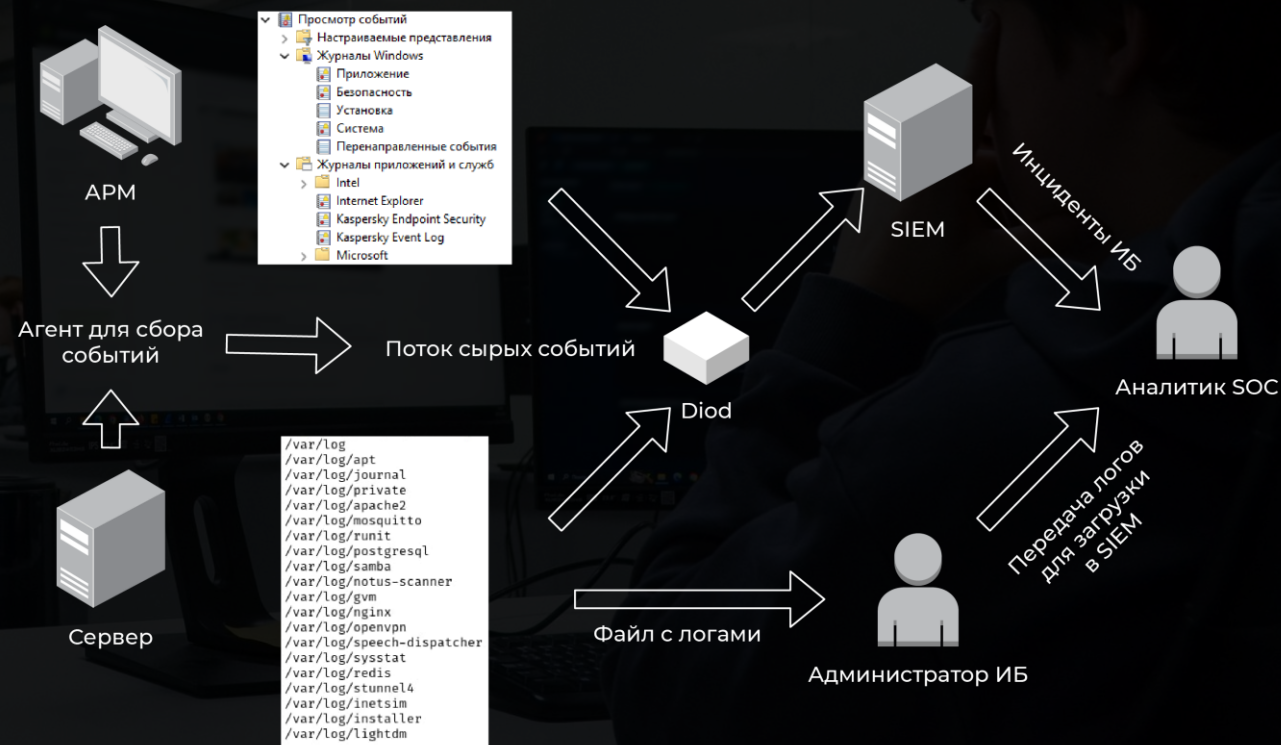 Просмотр событий
Настраиваемые представления
Журналы Windows
Приложение
Безопасность
Установка
Система
Перенаправленные события
Журналы приложений и служб
Intel
Internet Explorer
Kaspersky Endpoint Security
Kaspersky Event Log
Microsoft
АРМ
Агент для сбора
событий
Сервер
Поток сырых событий
Diod
SIEM
Инциденты ИБ
Аналитик SOC
/var/log
/var/log/apt
/var/log/journal
/var/log/private
/var/log/apache2
/var/log/mosquitto
/var/log/runit
/var/log/postgresql
/var/log/samba
/var/log/notus-scanner
/var/log/gvm
/var/log/nginx
/var/log/openvpn
/var/log/speech-dispatcher
/var/log/sysstat
/var/log/redis
/var/log/stunnel4
/var/log/inetsim
/var/log/installer
/var/log/lightdm
Файл с логами
Администратор ИБ
Передача логов
для загрузки
в SIEM